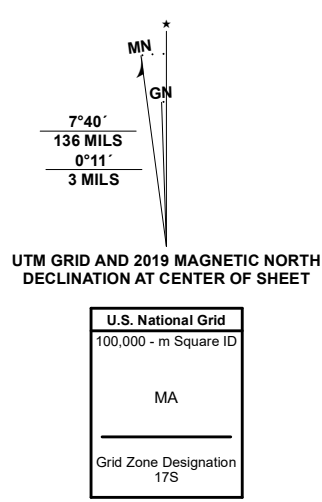 MN
GN
7°40´
136 MILS
0°11´
3 MILS
UTM GRID AND 2019 MAGNETIC NORTH
DECLINATION AT CENTER OF SHEET
U.S. National Grid
100,000 - m Square ID
MA
Grid Zone Designation
17S